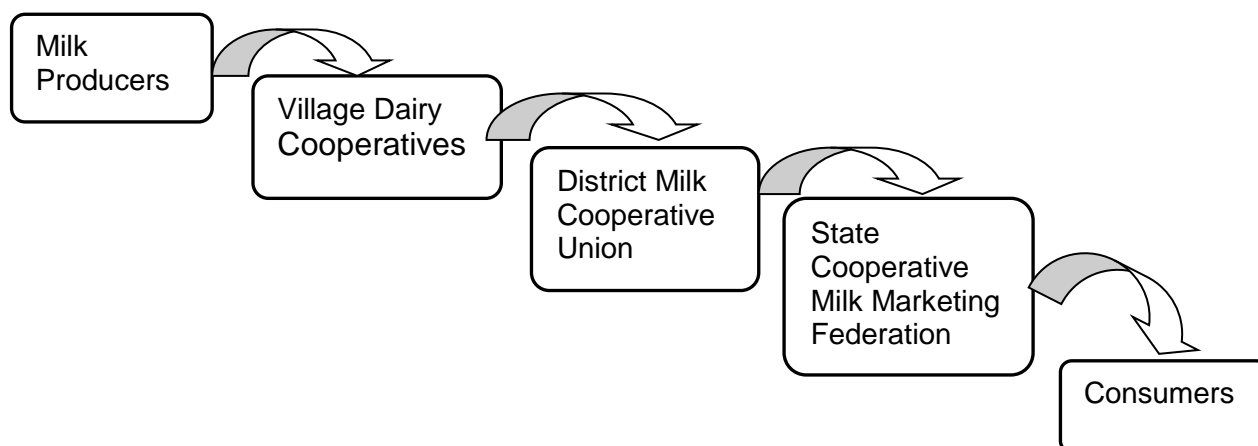 Milk
Producers
Village Dairy
Cooperatives
District Milk
Cooperative
Union
State
Cooperative
Milk Marketing
Federation
Consumers